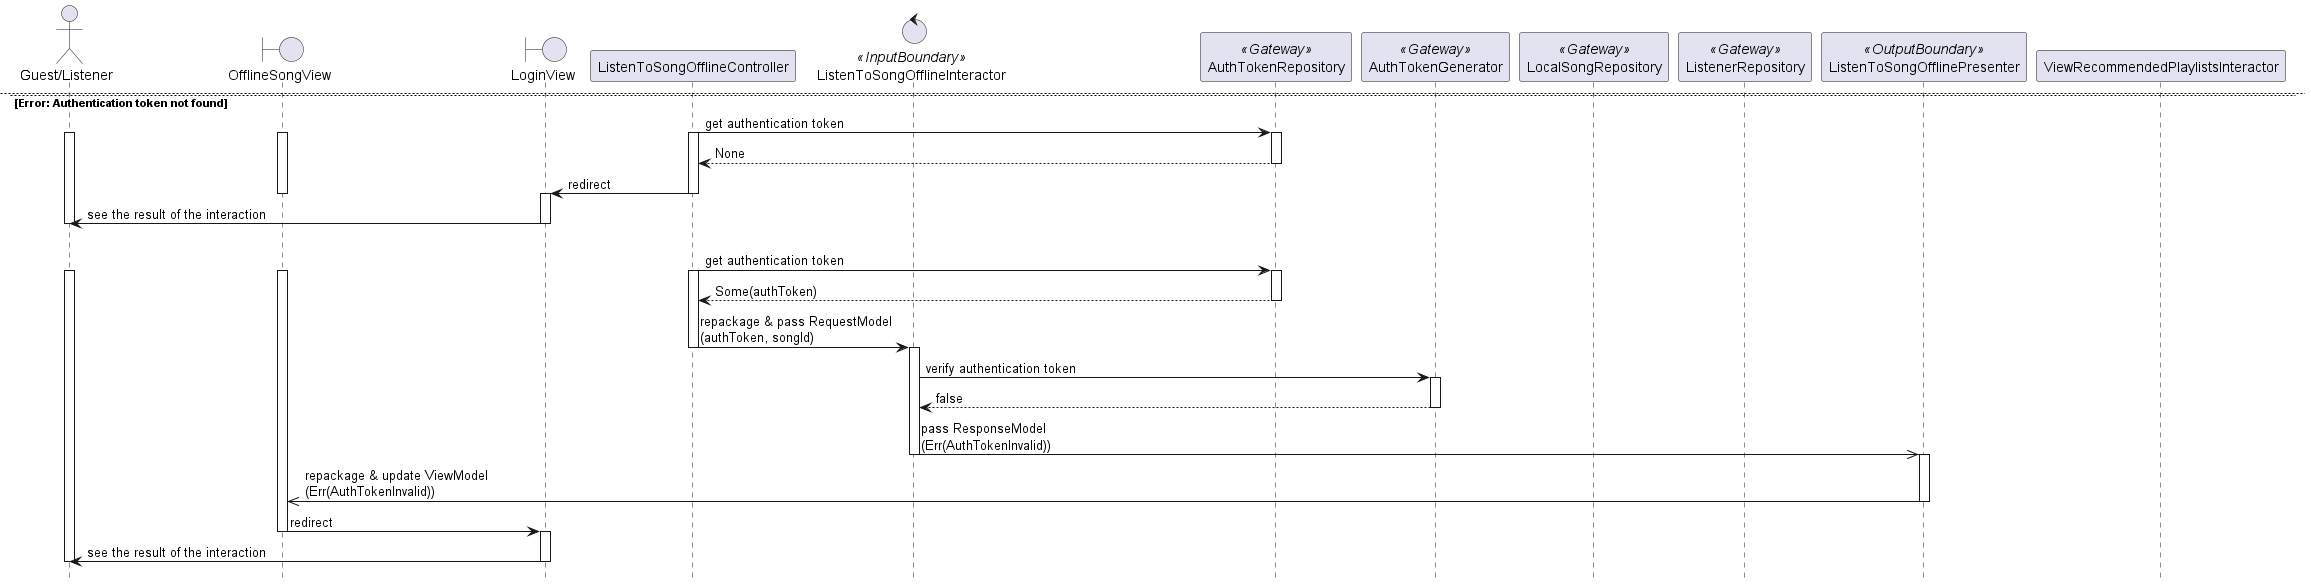 Guest/Listener
OfflineSongView
LoginView
ListenToSongOfflineController
«InputBoundary»
ListenToSongOfflineInteractor
«Gateway»
AuthTokenRepository
«Gateway»
AuthTokenGenerator
«Gateway»
LocalSongRepository
«Gateway»
ListenerRepository
«OutputBoundary»
ListenToSongOfflinePresenter
ViewRecommendedPlaylistsInteractor
[Error: Authentication token not found]
get authentication token
None
redirect
see the result of the interaction
get authentication token
Some(authToken)
repackage & pass RequestModel
(authToken, songId)
verify authentication token
false
pass ResponseModel
(Err(AuthTokenInvalid))
repackage & update ViewModel
(Err(AuthTokenInvalid))
redirect
see the result of the interaction